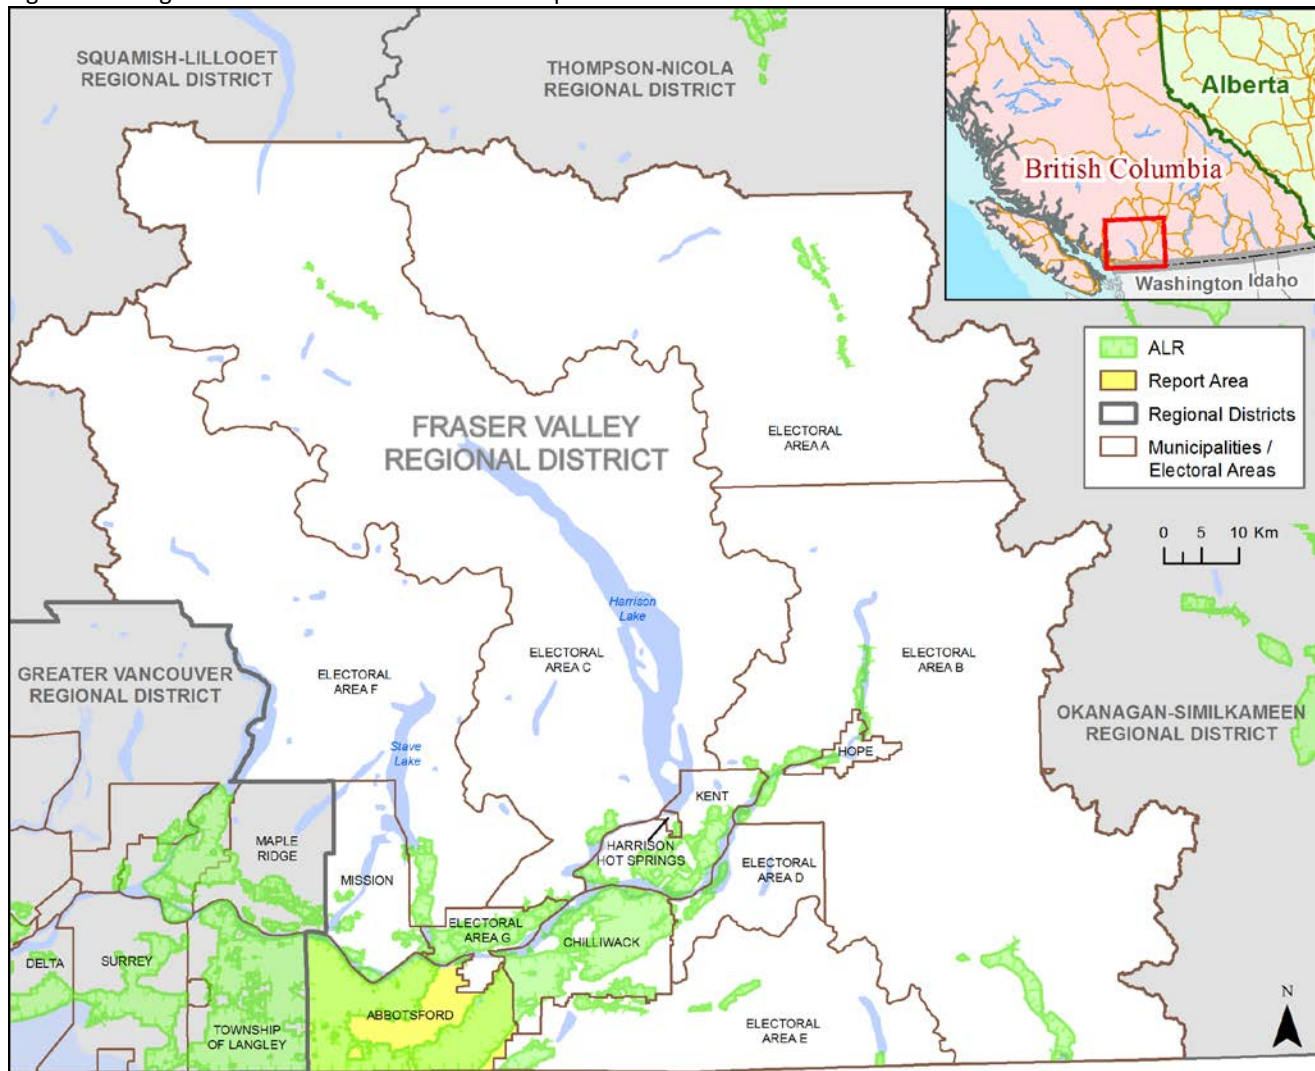 SQUAMISH-LILLOOET
REGIONAL DISTRICT
THOMPSON-NICOLA
REGIONAL DISTRICT
Alberta
British Columbia
Washington
Idaho
ALR
Report Area
Regional Districts
Municipalities /
Electoral Areas
FRASER VALLEY
REGIONAL DISTRICT
ELECTORAL
AREA A
0 5 10 Km
Harrison
Lake
ELECTORAL
AREA C
ELECTORAL
AREA B
GREATER VANCOUVER
REGIONAL DISTRICT
ELECTORAL
AREA F
OKANAGAN-SIMILKAMEEN
REGIONAL DISTRICT
Stave
Lake
HOPE
KENT
MAPLE
RIDGE
HARRISON
HOT SPRINGS
ELECTORAL
AREA D
MISSION
ELECTORAL
AREA G
CHILLIWACK
DELTA
SURREY
ABBOTSFORD
TOWNSHIP
OF LANGLEY
ELECTORAL
AREA E
N